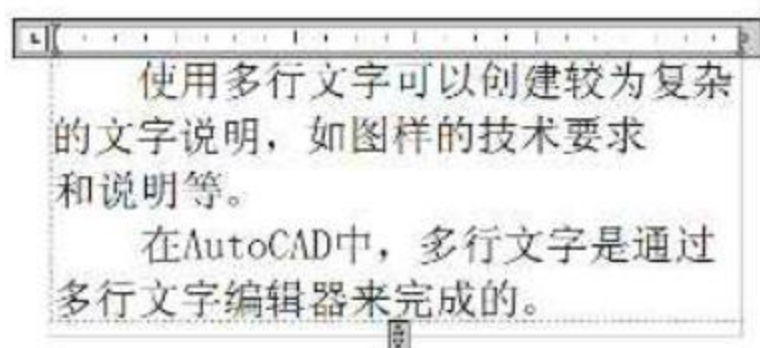 使用多行文字可以创建较为复杂
的文字说明，如图样的技术要求
和说明等。
在AutoCAD中，多行文字是通过
多行文字编辑器来完成的。